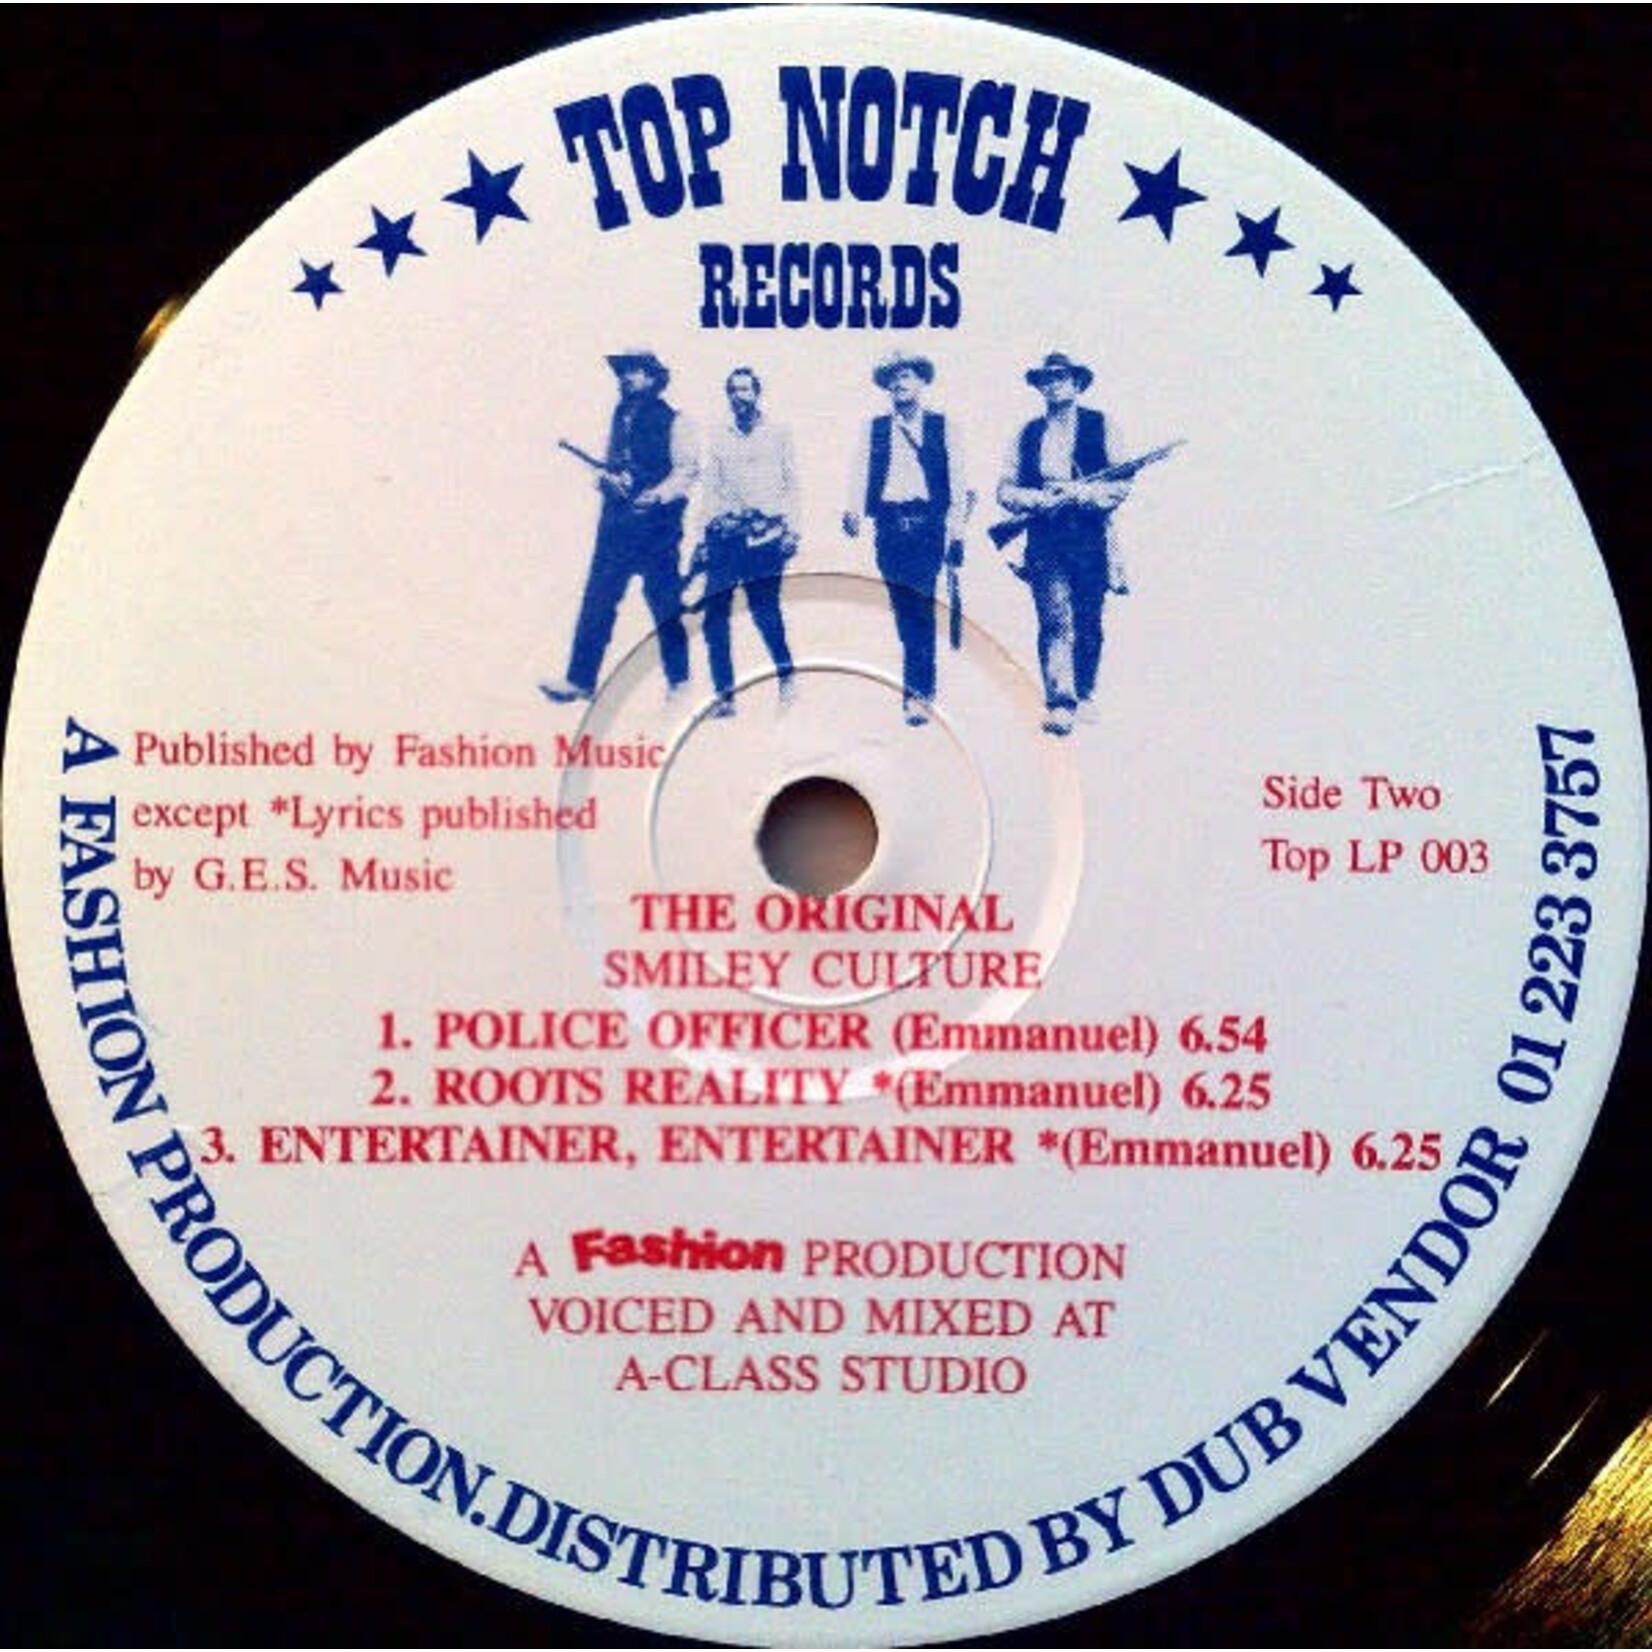 TOP NOTCH
RECORDS
Published by Fashion Music
except *Lyrics published
by G.E.S. Music
Side Two
Top LP 003
THE ORIGINAL
SMILEY CULTURE
1. POLICE OFFICER (Emmanuel) 6.54
2. ROOTS REALITY *(Emmanuel) 6.25
3. ENTERTAINER, ENTERTAINER *(Emmanuel) 6.25
A Fashion PRODUCTION
VOICED AND MIXED AT
A-CLASS STUDIO
A FASHION PRODUCTION. DISTRIBUTED BY DUB VENDOR 01 223 3757